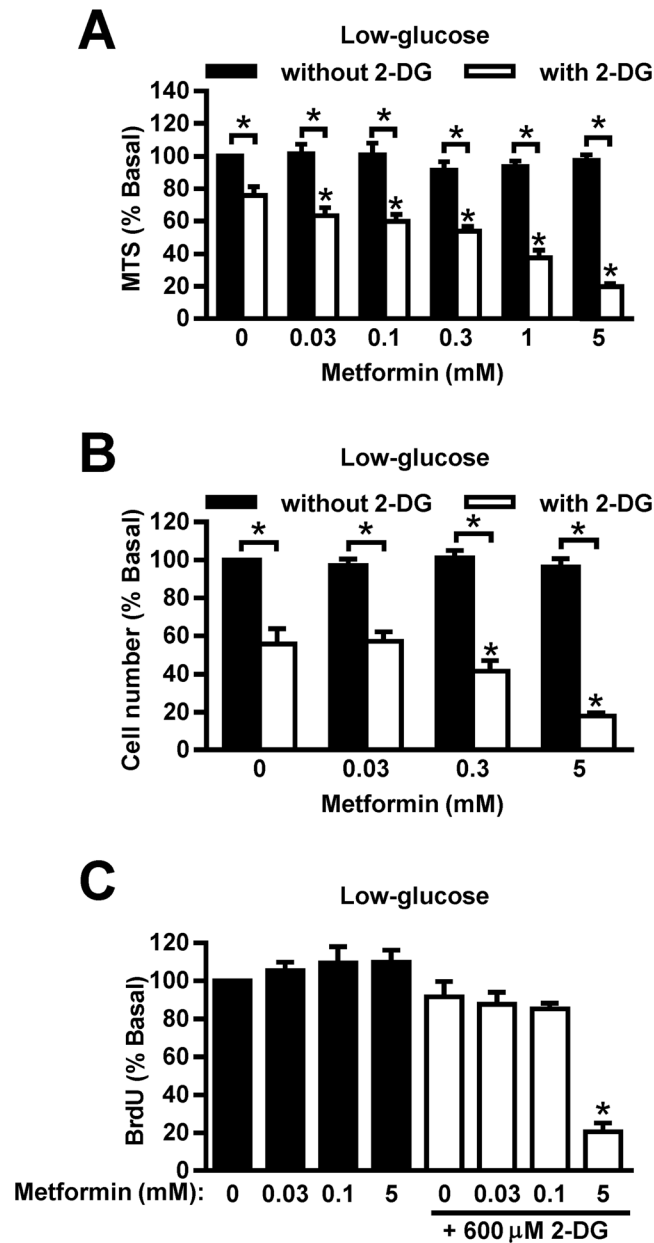 A
Low-glucose
without 2-DG with 2-DG
MTS (% Basal)
140
120
100
80
60
40
20
0
* * * * * *
* * * * *
0 0.03 0.1 0.3 1 5
Metformin (mM)
B
Low-glucose
without 2-DG with 2-DG
Cell number (% Basal)
120
100
80
60
40
20
0
* * * *
* *
0 0.03 0.3 5
Metformin (mM)
C
Low-glucose
BrdU (% Basal)
120
100
80
60
40
20
0
*
Metformin (mM): 0 0.03 0.1 5 0 0.03 0.1 5
+ 600 µM 2-DG